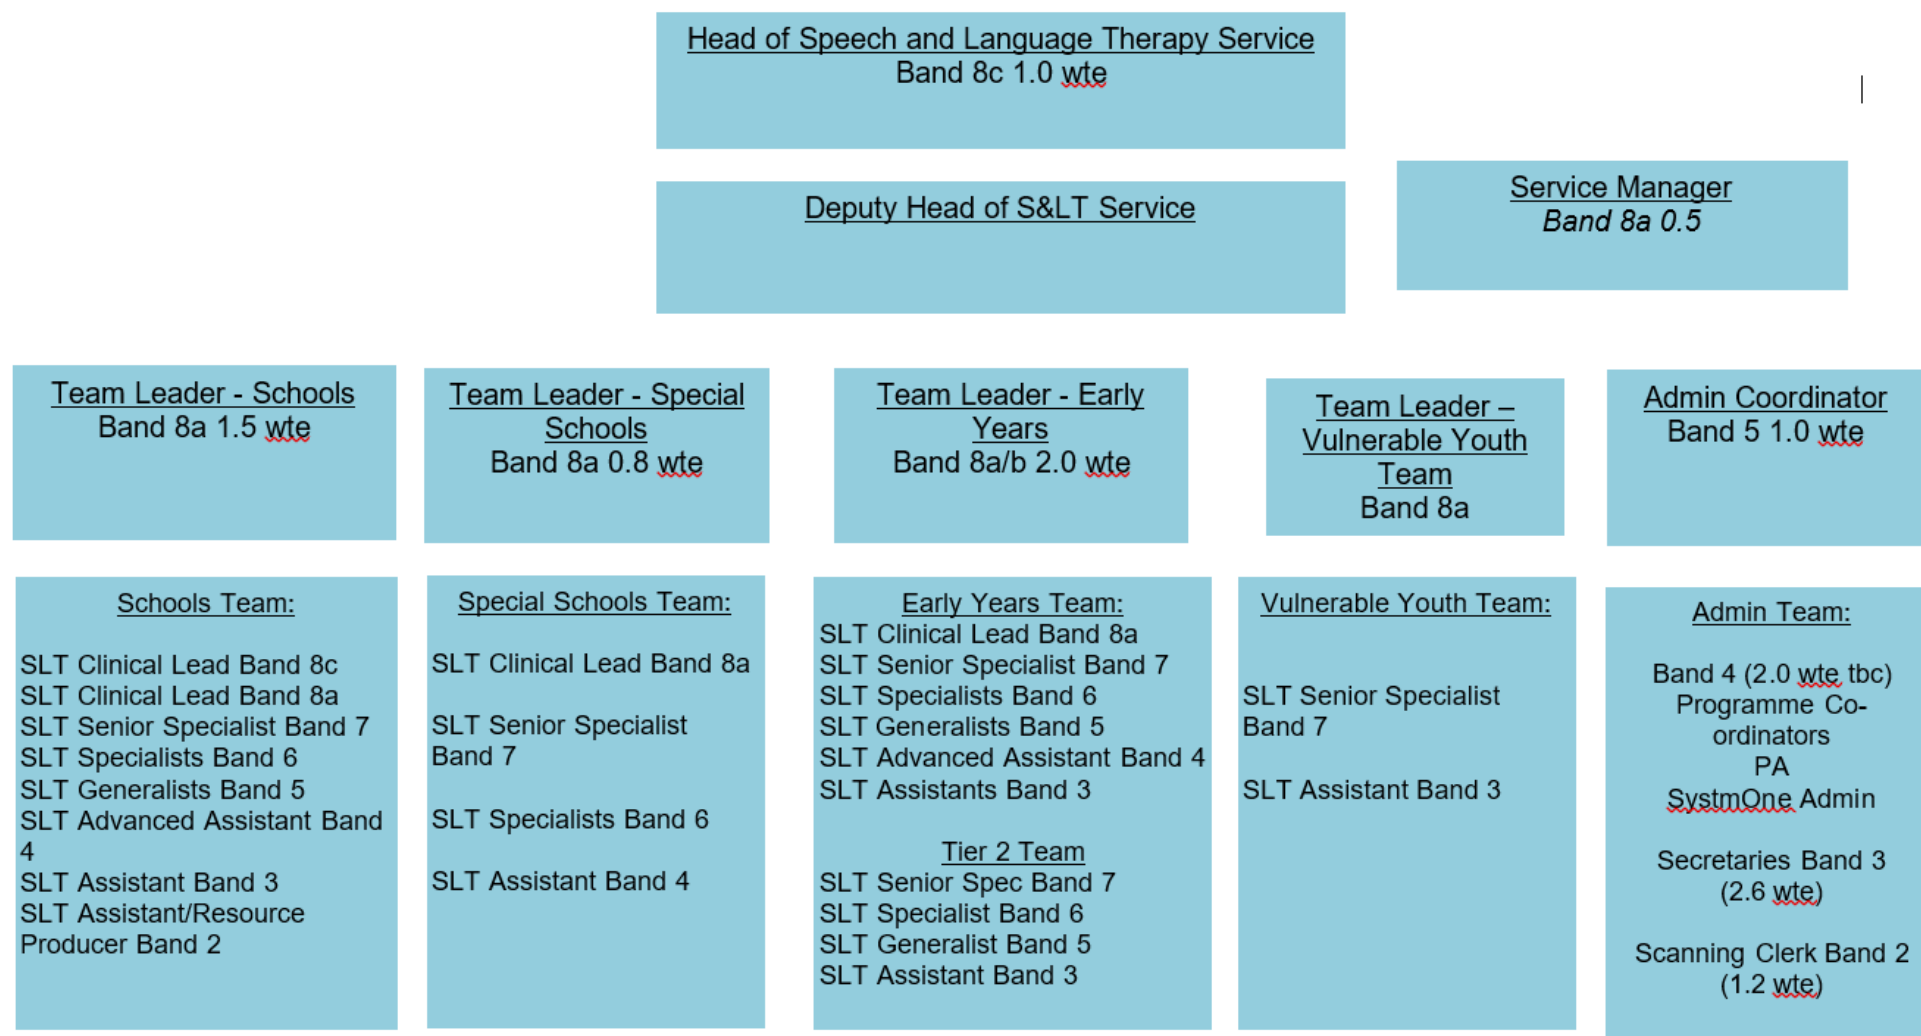 Head of Speech and Language Therapy Service
Band 8c 1.0 wte
Deputy Head of S&LT Service
Service Manager
Band 8a 0.5
Team Leader - Schools
Band 8a 1.5 wte
Team Leader - Special
Schools
Band 8a 0.8 wte
Team Leader - Early
Years
Band 8a/b 2.0 wte
Team Leader –
Vulnerable Youth
Team
Band 8a
Admin Coordinator
Band 5 1.0 wte
Schools Team:
SLT Clinical Lead Band 8c
SLT Clinical Lead Band 8a
SLT Senior Specialist Band 7
SLT Specialists Band 6
SLT Generalists Band 5
SLT Advanced Assistant Band
4
SLT Assistant Band 3
SLT Assistant/Resource
Producer Band 2
Special Schools Team:
SLT Clinical Lead Band 8a
SLT Senior Specialist
Band 7
SLT Specialists Band 6
SLT Assistant Band 4
Early Years Team:
SLT Clinical Lead Band 8a
SLT Senior Specialist Band 7
SLT Specialists Band 6
SLT Generalists Band 5
SLT Advanced Assistant Band 4
SLT Assistants Band 3
Tier 2 Team
SLT Senior Spec Band 7
SLT Specialist Band 6
SLT Generalist Band 5
SLT Assistant Band 3
Vulnerable Youth Team:
SLT Senior Specialist
Band 7
SLT Assistant Band 3
Admin Team:
Band 4 (2.0 wte tbc)
Programme Co-
ordinators
PA
SystmOne Admin
Secretaries Band 3
(2.6 wte)
Scanning Clerk Band 2
(1.2 wte)